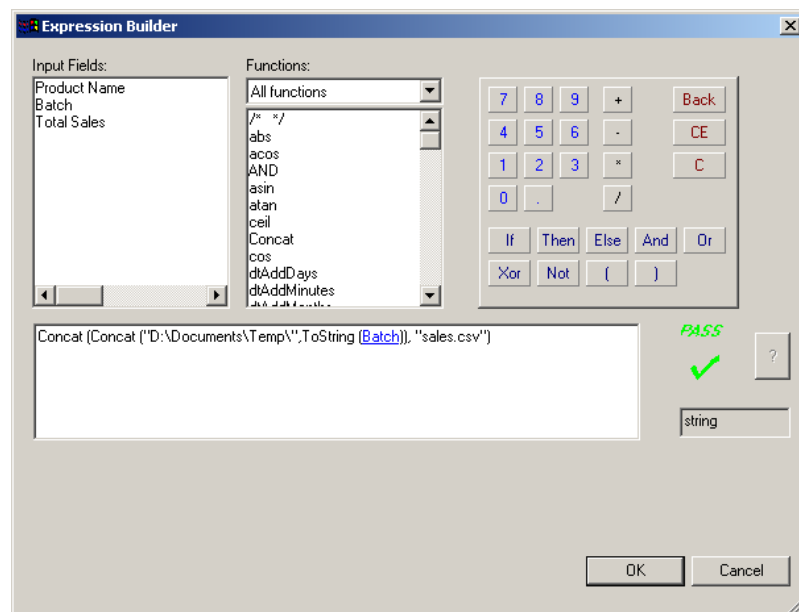 Expression Builder
Input Fields:
Product Name
Batch
Total Sales
Functions:
All functions
/* */
abs
acos
AND
asin
atan
ceil
Concat
cos
dtAddDays
dtAddMinutes
dtAddMonths
7 8 9 + Back
4 5 6 - CE
1 2 3 * C
0 . /
If Then Else And Or
Xor Not ( )
Concat (Concat ("D:\Documents\Temp\",ToString (Batch)), "sales.csv")
PASS
?
string
OK Cancel